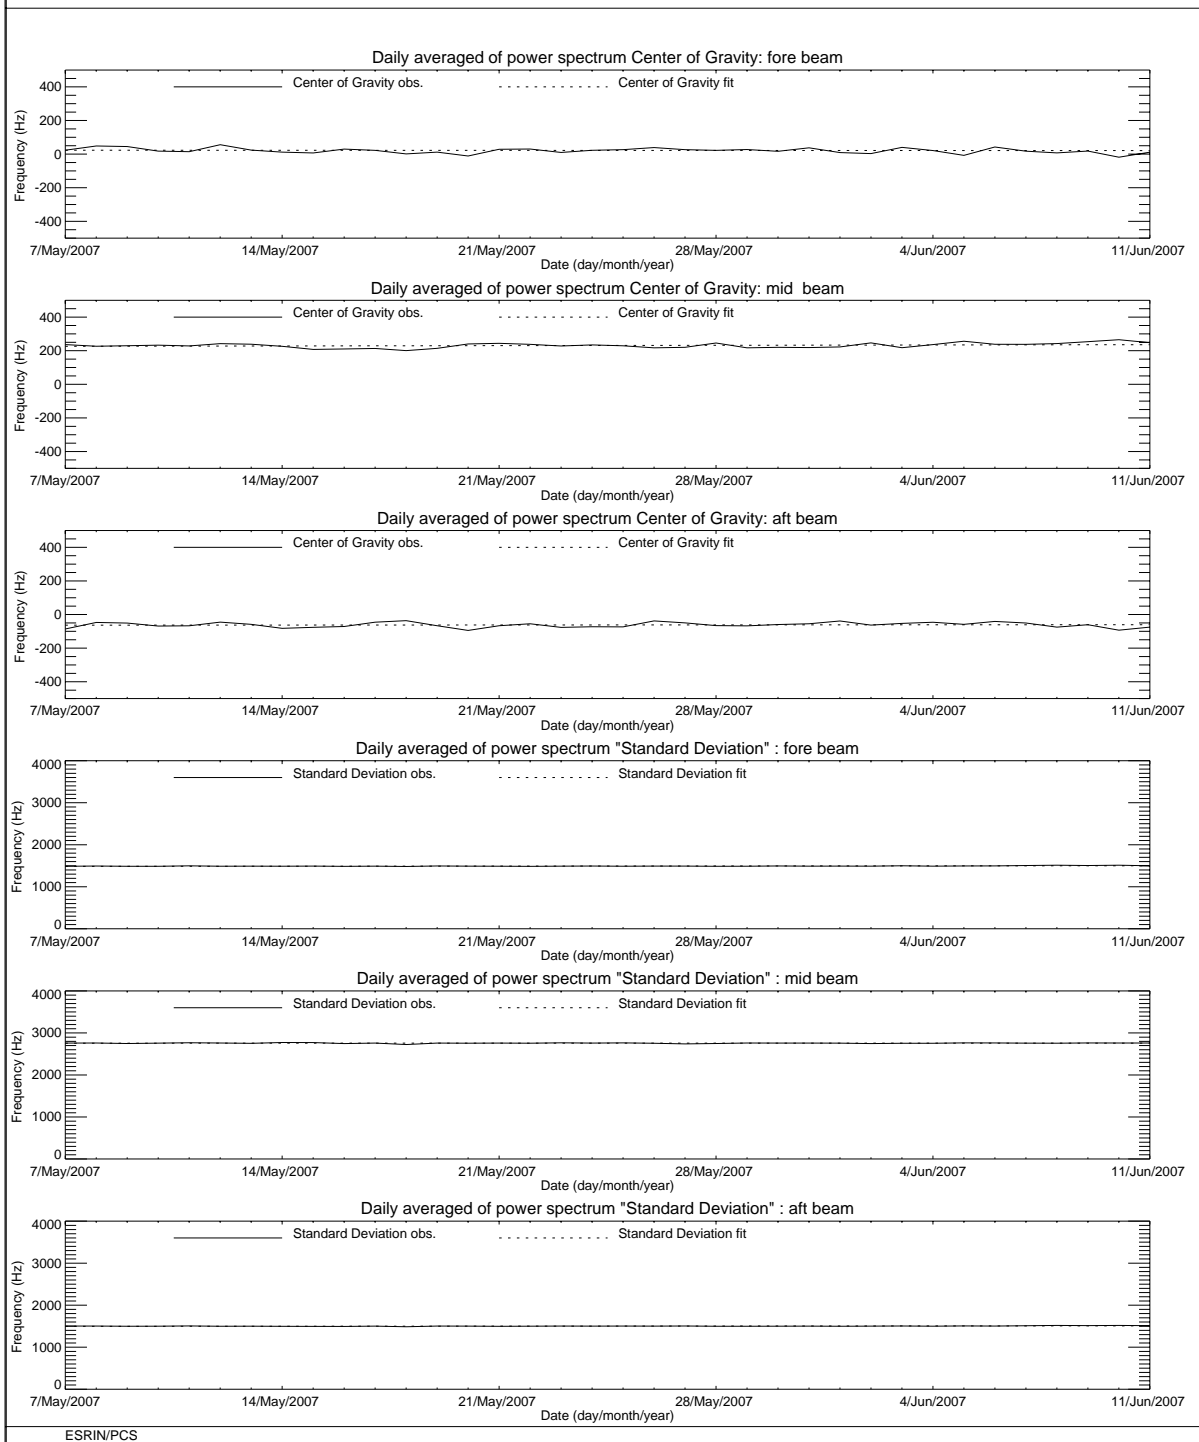 Daily averaged of power spectrum Center of Gravity: fore beam
Center of Gravity obs. Center of Gravity fit
Frequency (Hz)
400
200
0
-200
-400
7/May/2007 14/May/2007 21/May/2007 28/May/2007 4/Jun/2007 11/Jun/2007
Date (day/month/year)
Daily averaged of power spectrum Center of Gravity: mid  beam
Center of Gravity obs. Center of Gravity fit
Frequency (Hz)
400
200
0
-200
-400
7/May/2007 14/May/2007 21/May/2007 28/May/2007 4/Jun/2007 11/Jun/2007
Date (day/month/year)
Daily averaged of power spectrum Center of Gravity: aft beam
Center of Gravity obs. Center of Gravity fit
Frequency (Hz)
400
200
0
-200
-400
7/May/2007 14/May/2007 21/May/2007 28/May/2007 4/Jun/2007 11/Jun/2007
Date (day/month/year)
Daily averaged of power spectrum "Standard Deviation" : fore beam
Standard Deviation obs. Standard Deviation fit
Frequency (Hz)
4000
3000
2000
1000
0
7/May/2007 14/May/2007 21/May/2007 28/May/2007 4/Jun/2007 11/Jun/2007
Date (day/month/year)
Daily averaged of power spectrum "Standard Deviation" : mid beam
Standard Deviation obs. Standard Deviation fit
Frequency (Hz)
4000
3000
2000
1000
0
7/May/2007 14/May/2007 21/May/2007 28/May/2007 4/Jun/2007 11/Jun/2007
Date (day/month/year)
Daily averaged of power spectrum "Standard Deviation" : aft beam
Standard Deviation obs. Standard Deviation fit
Frequency (Hz)
4000
3000
2000
1000
0
7/May/2007 14/May/2007 21/May/2007 28/May/2007 4/Jun/2007 11/Jun/2007
Date (day/month/year)
ESRIN/PCS